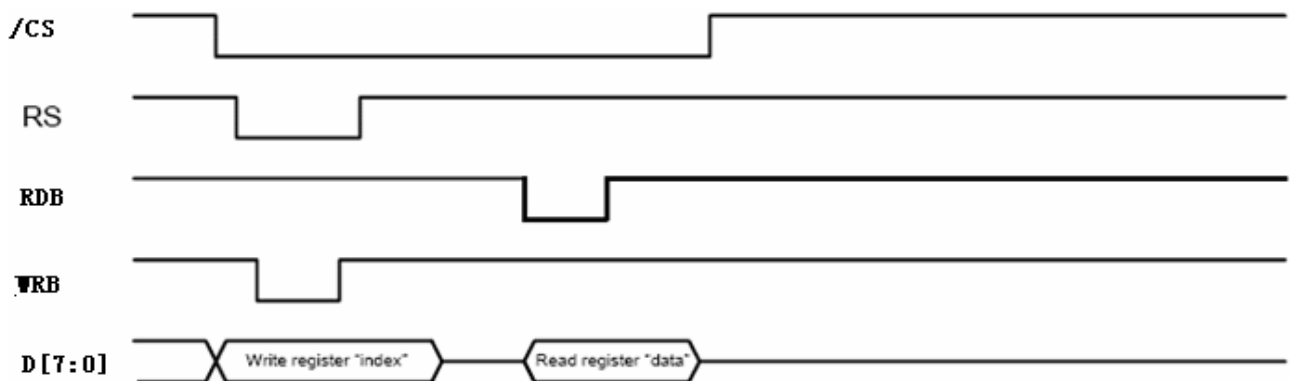 /CS
RS
RDB
WRB
D[7:0] Write register "index" Read register "data"